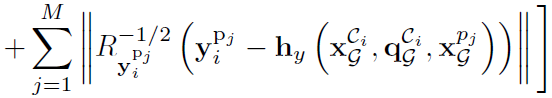 $+ \sum_{j=1}^{M} \left\| R_{\mathbf{y}_i^{\mathrm{p}_j}}^{-1/2} \left( \mathbf{y}_i^{\mathrm{p}_j} - \mathbf{h}_y \left( \mathbf{x}_{\mathcal{G}}^{\mathcal{C}_i}, \mathbf{q}_{\mathcal{G}}^{\mathcal{C}_i}, \mathbf{x}_{\mathcal{G}}^{p_j} \right) \right) \right\| \Bigg]$